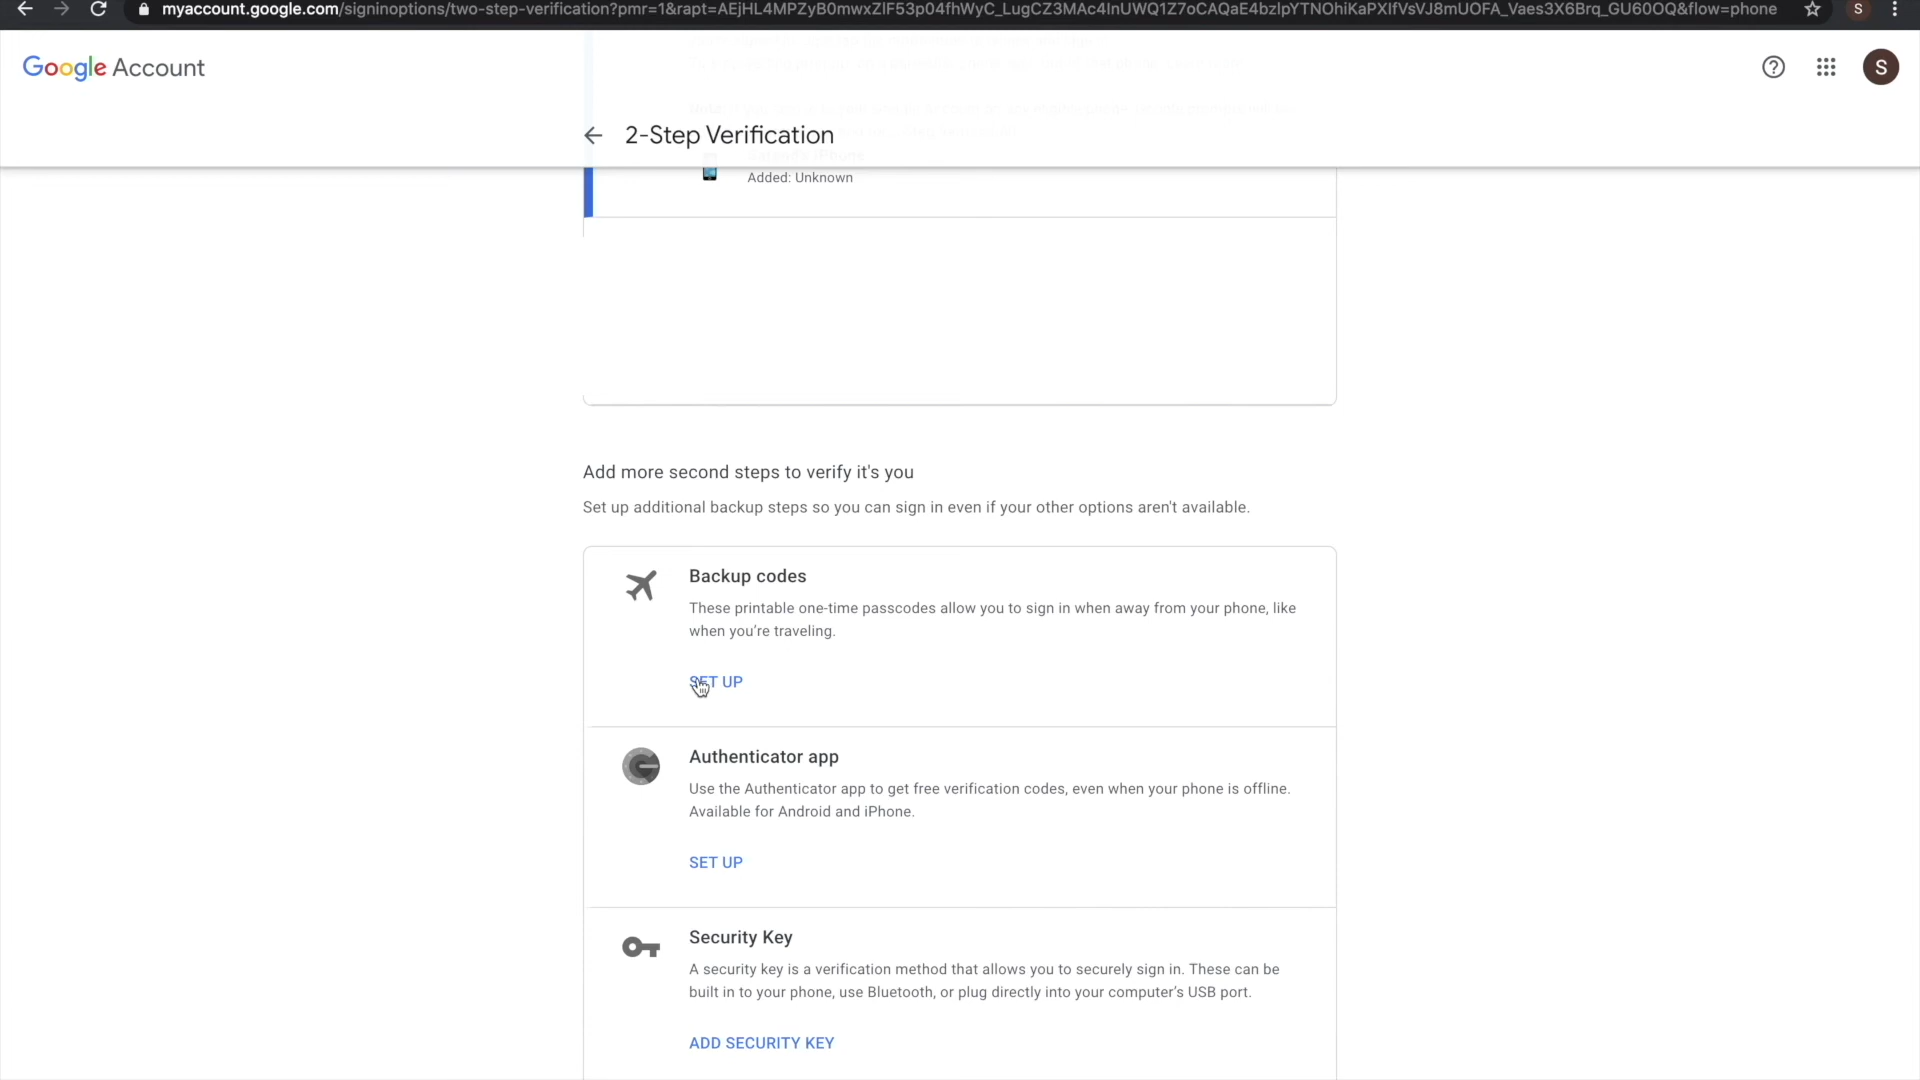 myaccount.google.com/signinoptions/two-step-verification?pmr=1&rapt=AEjHL4MPZyB0mwxZlF53p04fhWyC_LugCZ3MAc4InUWQ1Z7oCAQaE4bzlpYTNOhiKaPXIfVsVJ8mUOFA_Vaes3X6Brq_GU60OQ&flow=phone
S
Google Account
S
2-Step Verification
Added: Unknown
Add more second steps to verify it's you
Set up additional backup steps so you can sign in even if your other options aren't available.
Backup codes
These printable one-time passcodes allow you to sign in when away from your phone, like
when you’re traveling.
SET UP
Authenticator app
Use the Authenticator app to get free verification codes, even when your phone is offline.
Available for Android and iPhone.
SET UP
Security Key
A security key is a verification method that allows you to securely sign in. These can be
built in to your phone, use Bluetooth, or plug directly into your computer’s USB port.
ADD SECURITY KEY